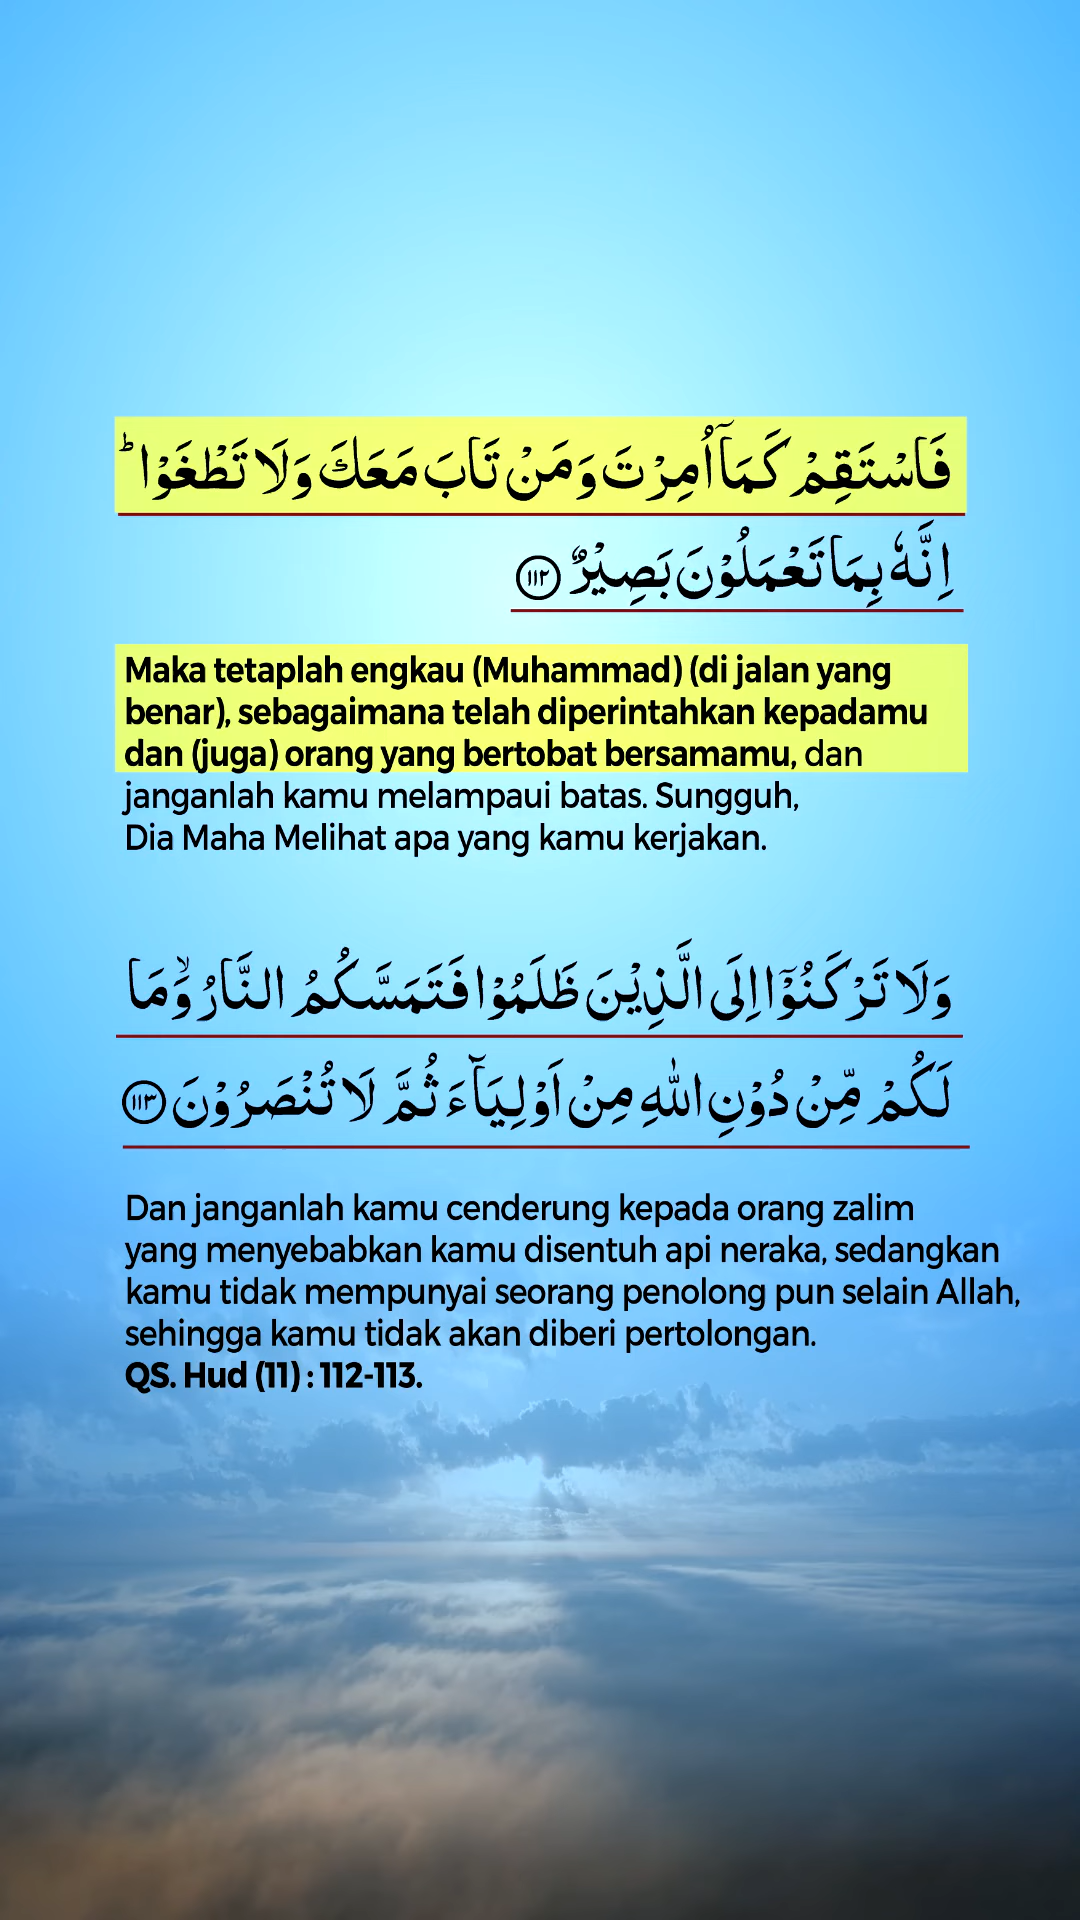 فَاسْتَقِمْ كَمَآ اُمِرْتَ وَمَنْ تَابَ مَعَكَ وَلَا تَطْغَوْاۗ
اِنَّهٗ بِمَا تَعْمَلُوْنَ بَصِيْرٌ ١١٢
Maka tetaplah engkau (Muhammad) (di jalan yang
benar), sebagaimana telah diperintahkan kepadamu
dan (juga) orang yang bertobat bersamamu, dan
janganlah kamu melampaui batas. Sungguh,
Dia Maha Melihat apa yang kamu kerjakan.
وَلَا تَرْكَنُوْٓا اِلَى الَّذِيْنَ ظَلَمُوْا فَتَمَسَّكُمُ النَّارُۙ وَمَا
لَكُمْ مِّنْ دُوْنِ اللّٰهِ مِنْ اَوْلِيَاۤءَ ثُمَّ لَا تُنْصَرُوْنَ ١١٣
Dan janganlah kamu cenderung kepada orang zalim
yang menyebabkan kamu disentuh api neraka, sedangkan
kamu tidak mempunyai seorang penolong pun selain Allah,
sehingga kamu tidak akan diberi pertolongan.
QS. Hud (11) : 112-113.